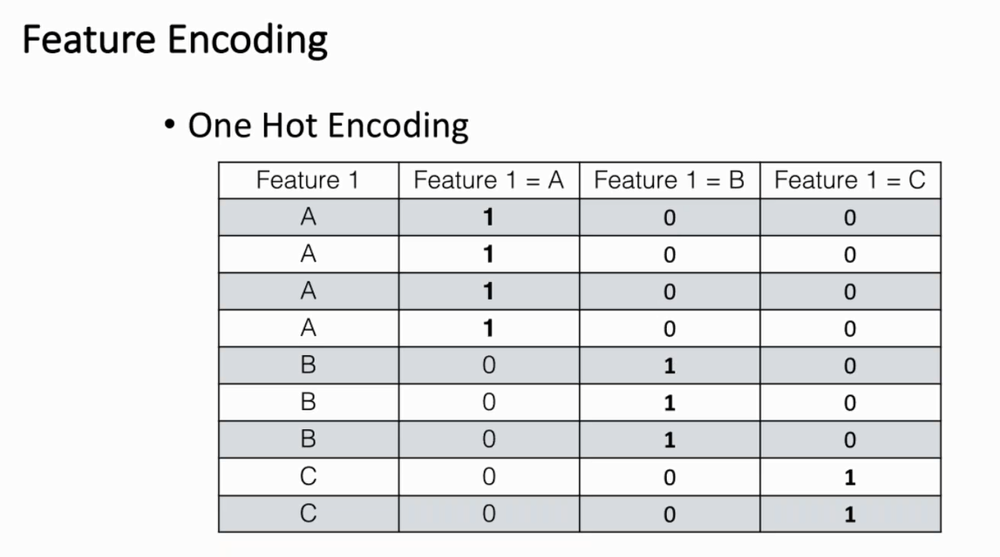 Feature Encoding
• One Hot Encoding
Feature 1 Feature 1 = A Feature 1 = B Feature 1 = C
A 1 0 0
A 1 0 0
A 1 0 0
A 1 0 0
B 0 1 0
B 0 1 0
B 0 1 0
C 0 0 1
C 0 0 1